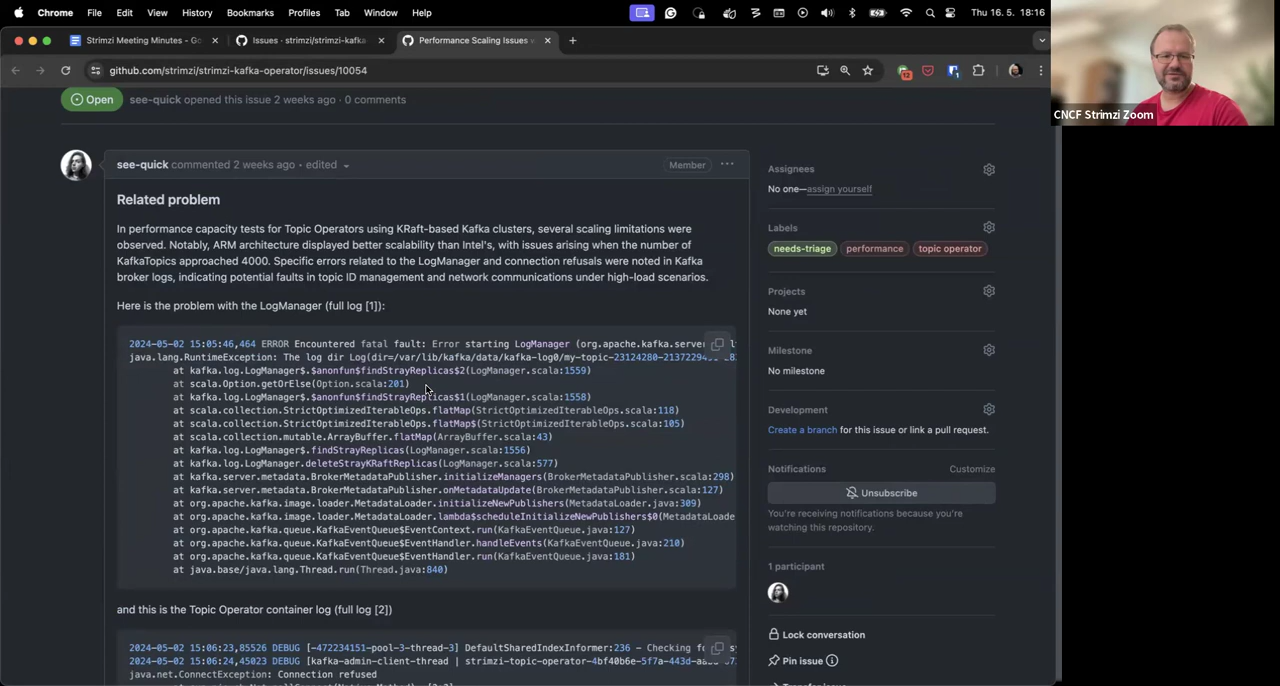 Chrome File Edit View History Bookmarks Profiles Tab Window Help Thu 16. 5. 18:16
Strimzi Meeting Minutes - Go
Issues · strimzi/strimzi-kafka
Performance Scaling Issues
github.com/strimzi/strimzi-kafka-operator/issues/10054
12
1
CNCF Strimzi Zoom
Open see-quick opened this issue 2 weeks ago · 0 comments
see-quick commented 2 weeks ago • edited Member
Related problem
In performance capacity tests for Topic Operators using KRaft-based Kafka clusters, several scaling limitations were
observed. Notably, ARM architecture displayed better scalability than Intel's, with issues arising when the number of
KafkaTopics approached 4000. Specific errors related to the LogManager and connection refusals were noted in Kafka
broker logs, indicating potential faults in topic ID management and network communications under high-load scenarios.
Here is the problem with the LogManager (full log [1]):
2024-05-02 15:05:46,464 ERROR Encountered fatal fault: Error starting LogManager (org.apache.kafka.server
java.lang.RuntimeException: The log dir Log(dir=/var/lib/kafka/data/kafka-log0/my-topic-23124280-
at kafka.log.LogManager$.$anonfun$findStrayReplicas$2(LogManager.scala:1559)
at scala.Option.getOrElse(Option.scala:201)
at kafka.log.LogManager$.$anonfun$findStrayReplicas$1(LogManager.scala:1558)
at scala.collection.StrictOptimizedIterableOps.flatMap(StrictOptimizedIterableOps.scala:118)
at scala.collection.StrictOptimizedIterableOps.flatMap$(StrictOptimizedIterableOps.scala:105)
at scala.collection.mutable.ArrayBuffer.flatMap(ArrayBuffer.scala:43)
at kafka.log.LogManager$.findStrayReplicas(LogManager.scala:1556)
at kafka.log.LogManager.deleteStrayKRaftReplicas(LogManager.scala:577)
at kafka.server.metadata.BrokerMetadataPublisher.initializeManagers(BrokerMetadataPublisher.scala:298)
at kafka.server.metadata.BrokerMetadataPublisher.onMetadataUpdate(BrokerMetadataPublisher.scala:127)
at org.apache.kafka.image.loader.MetadataLoader.initializeNewPublishers(MetadataLoader.java:309)
at org.apache.kafka.image.loader.MetadataLoader.lambda$scheduleInitializeNewPublishers$0(MetadataLoade
at org.apache.kafka.queue.KafkaEventQueue$EventContext.run(KafkaEventQueue.java:127)
at org.apache.kafka.queue.KafkaEventQueue$EventHandler.handleEvents(KafkaEventQueue.java:210)
at org.apache.kafka.queue.KafkaEventQueue$EventHandler.run(KafkaEventQueue.java:181)
at java.base/java.lang.Thread.run(Thread.java:840)
and this is the Topic Operator container log (full log [2])
2024-05-02 15:06:23,85526 DEBUG [-472234151-pool-3-thread-3] DefaultSharedIndexInformer:236 - Checking
2024-05-02 15:06:24,45023 DEBUG [kafka-admin-client-thread | strimzi-topic-operator-4bf40b6e-5f7a-443d-
java.net.ConnectException: Connection refused
Assignees
No one—assign yourself
Labels
needs-triage performance topic operator
Projects
None yet
Milestone
No milestone
Development
Create a branch for this issue or link a pull request.
Notifications Customize
Unsubscribe
You're receiving notifications because you're
watching this repository.
1 participant
Lock conversation
Pin issue